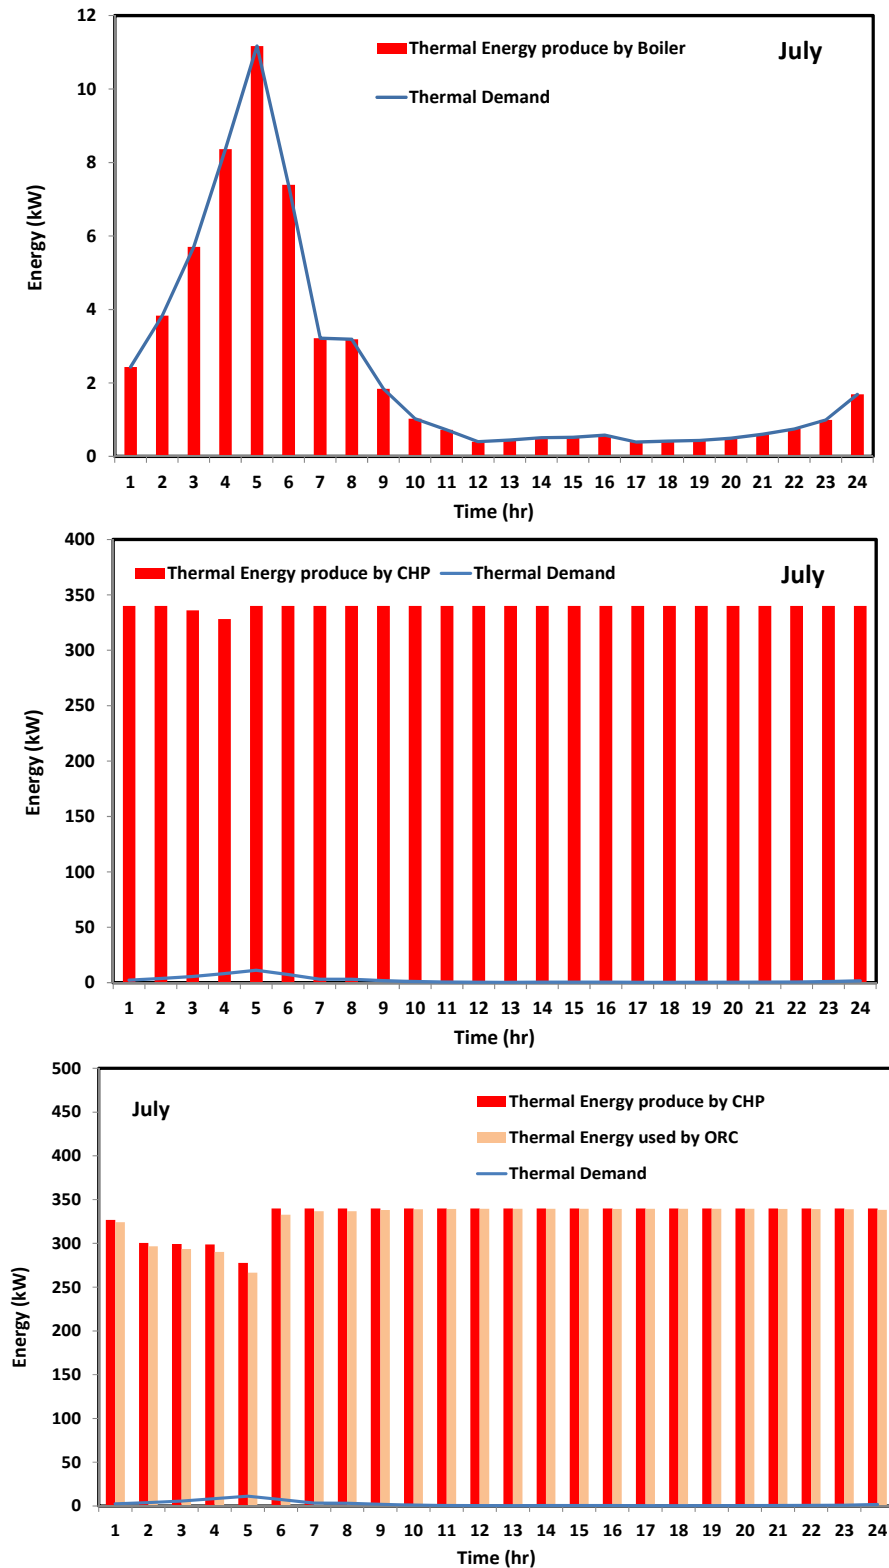 12
Thermal Energy produce by Boiler
July
10
Thermal Demand
8
Energy (kW)
6
4
2
0
1 2 3 4 5 6 7 8 9 10 11 12 13 14 15 16 17 18 19 20 21 22 23 24
Time (hr)
400
Thermal Energy produce by CHP Thermal Demand July
350
300
250
Energy (kW)
200
150
100
50
0
1 2 3 4 5 6 7 8 9 10 11 12 13 14 15 16 17 18 19 20 21 22 23 24
Time (hr)
500
July
Thermal Energy produce by CHP
450
Thermal Energy used by ORC
400
Thermal Demand
350
300
250
Energy (kW)
200
150
100
50
0
1 2 3 4 5 6 7 8 9 10 11 12 13 14 15 16 17 18 19 20 21 22 23 24
Time (hr)